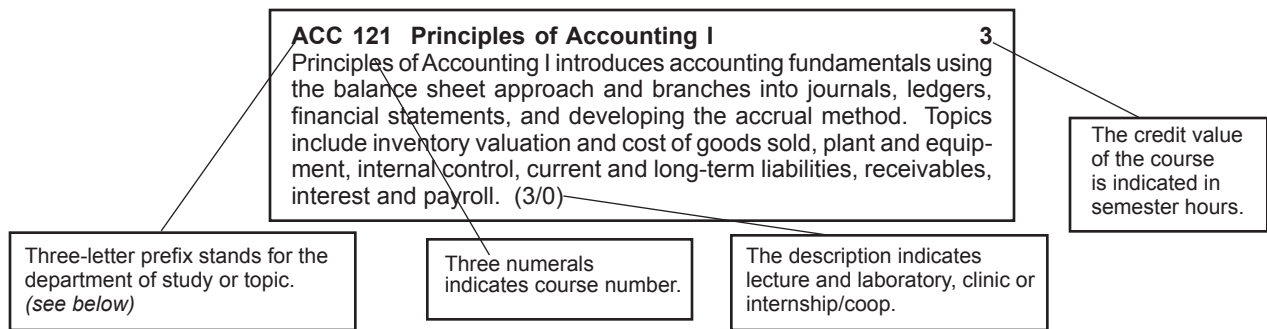 ACC 121 Principles of Accounting I 3
Principles of Accounting I introduces accounting fundamentals using
the balance sheet approach and branches into journals, ledgers,
financial statements, and developing the accrual method. Topics
include inventory valuation and cost of goods sold, plant and equip-
ment, internal control, current and long-term liabilities, receivables,
interest and payroll. (3/0)
The credit value
of the course
is indicated in
semester hours.
Three-letter prefix stands for the
department of study or topic.
(see below)
Three numerals
indicates course number.
The description indicates
lecture and laboratory, clinic or
internship/coop.